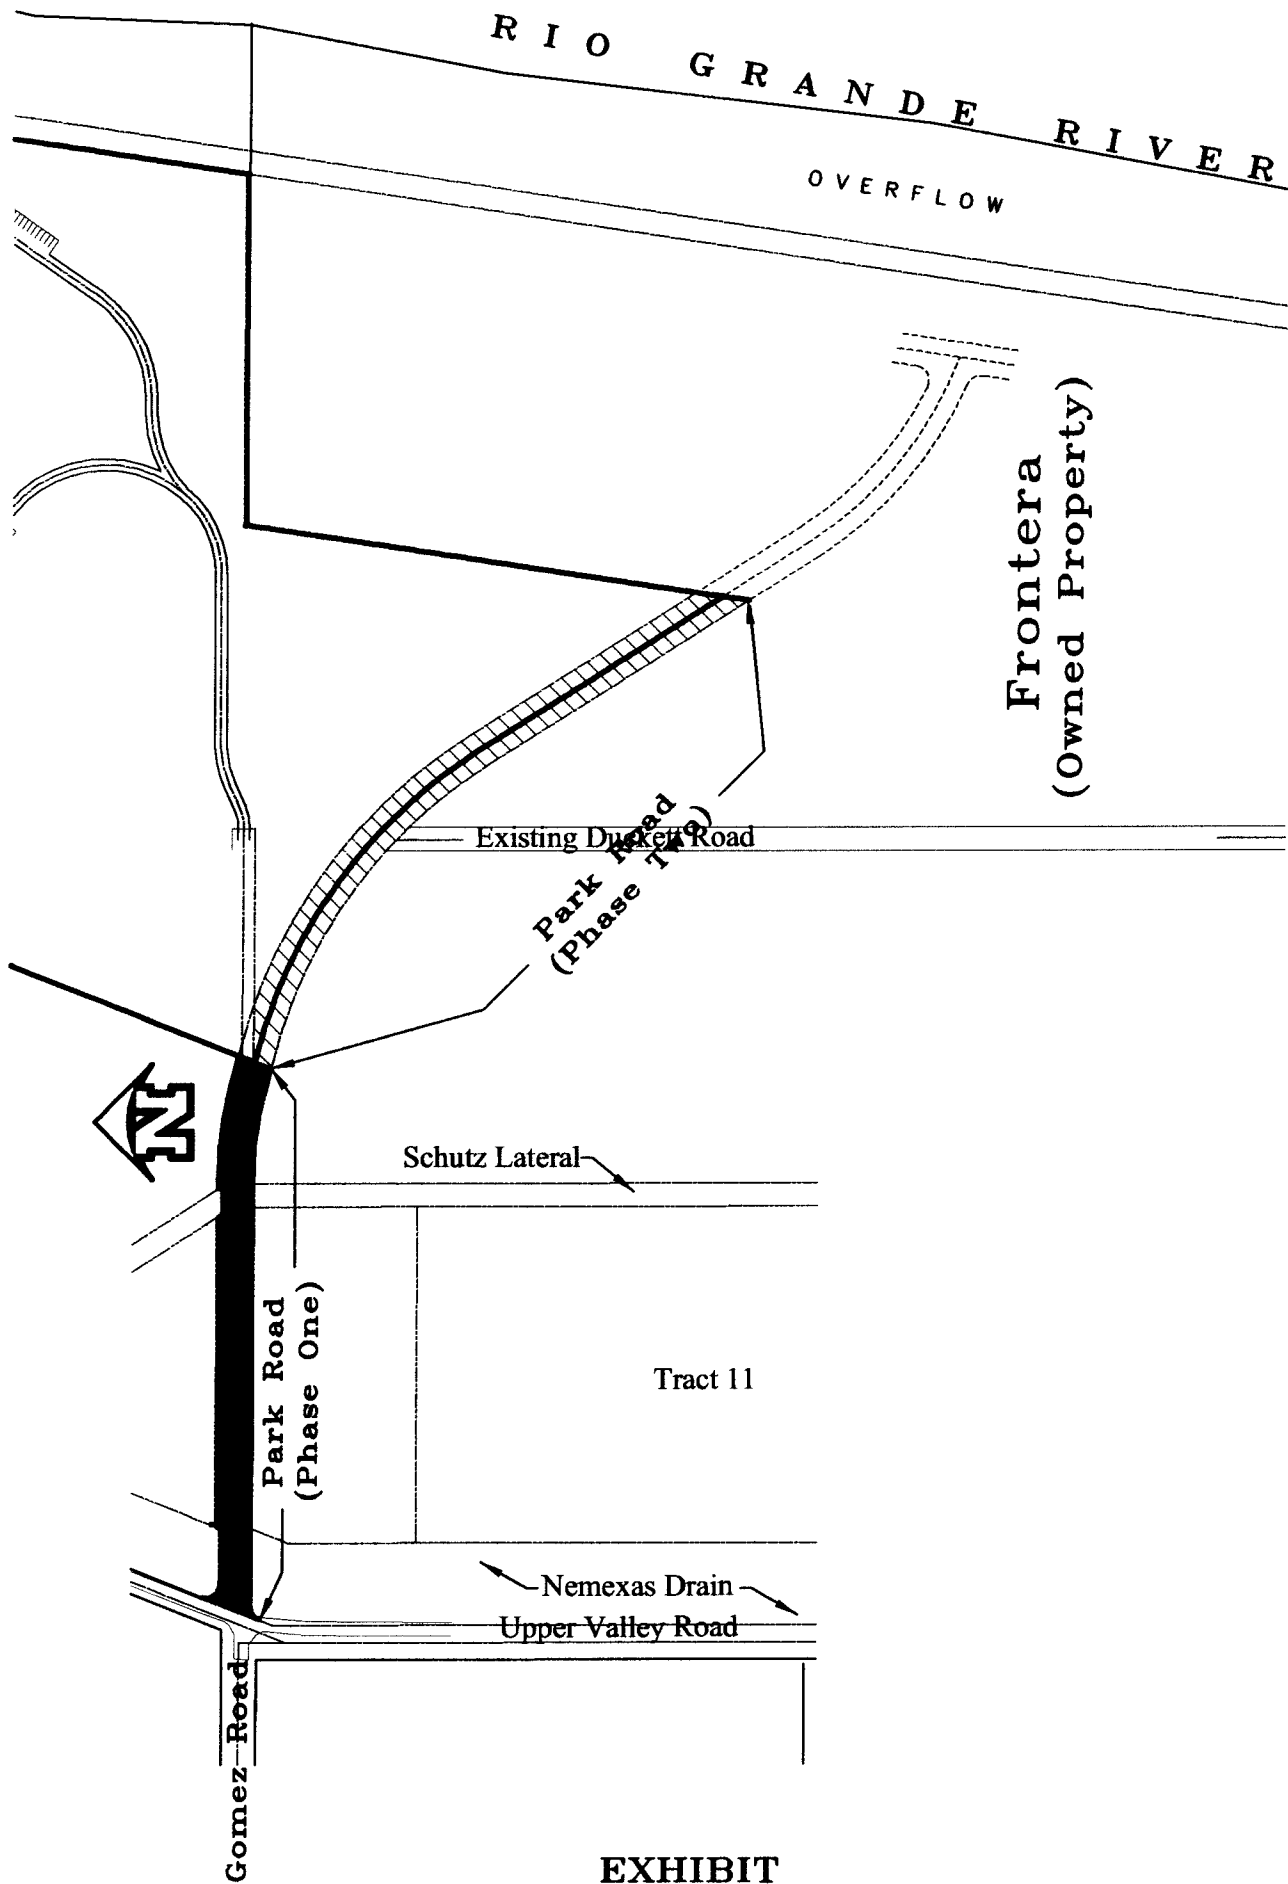 RIO GRANDE RIVER
OVERFLOW
Frontera
(Owned Property)
Existing Duckett Road
Park Road
(Phase Two)
N
Schutz Lateral
Park Road
(Phase One)
Tract 11
Nemexas Drain
Upper Valley Road
Gomez Road
EXHIBIT